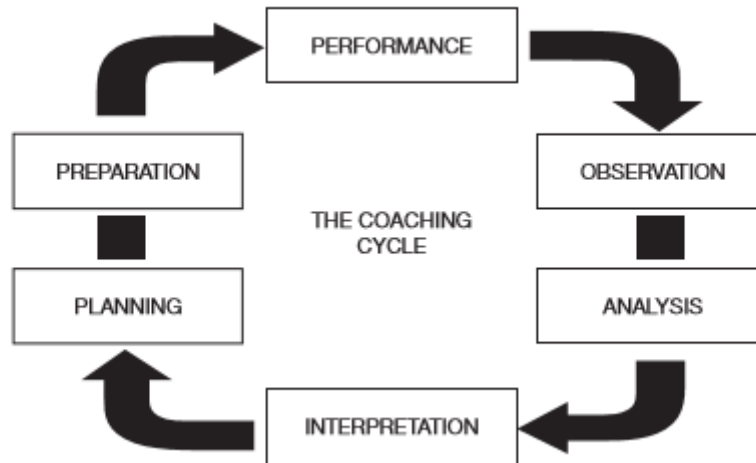 PERFORMANCE
PREPARATION
OBSERVATION
THE COACHING
CYCLE
PLANNING
ANALYSIS
INTERPRETATION